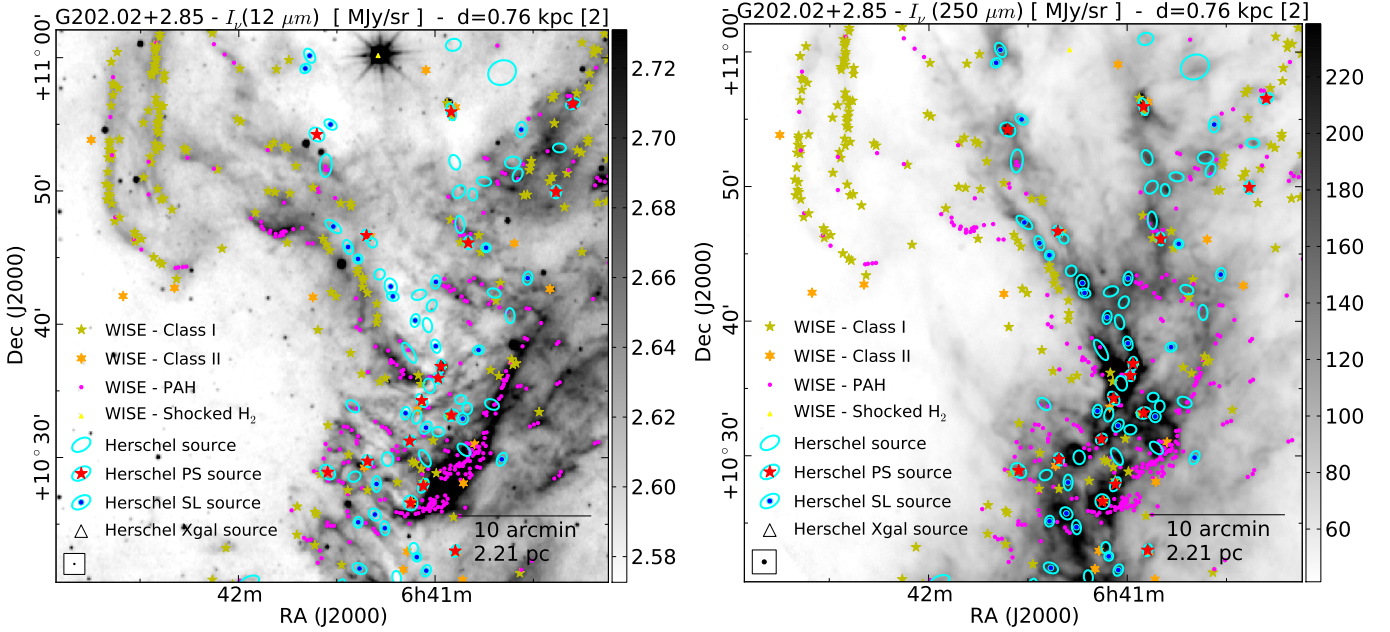 G202.02+2.85 - Iν(12 μm) [ MJy/sr ] - d=0.76 kpc [2]
+11°00'
50'
40'
+10°30'
Dec (J2000)
WISE - Class I
WISE - Class II
WISE - PAH
WISE - Shocked H₂
Herschel source
Herschel PS source
Herschel SL source
Herschel Xgal source
10 arcmin
2.21 pc
42m
6h41m
RA (J2000)
2.72
2.70
2.68
2.66
2.64
2.62
2.60
2.58
G202.02+2.85 - Iν(250 μm) [ MJy/sr ] - d=0.76 kpc [2]
+11°00'
50'
40'
+10°30'
Dec (J2000)
WISE - Class I
WISE - Class II
WISE - PAH
WISE - Shocked H₂
Herschel source
Herschel PS source
Herschel SL source
Herschel Xgal source
10 arcmin
2.21 pc
42m
6h41m
RA (J2000)
220
200
180
160
140
120
100
80
60